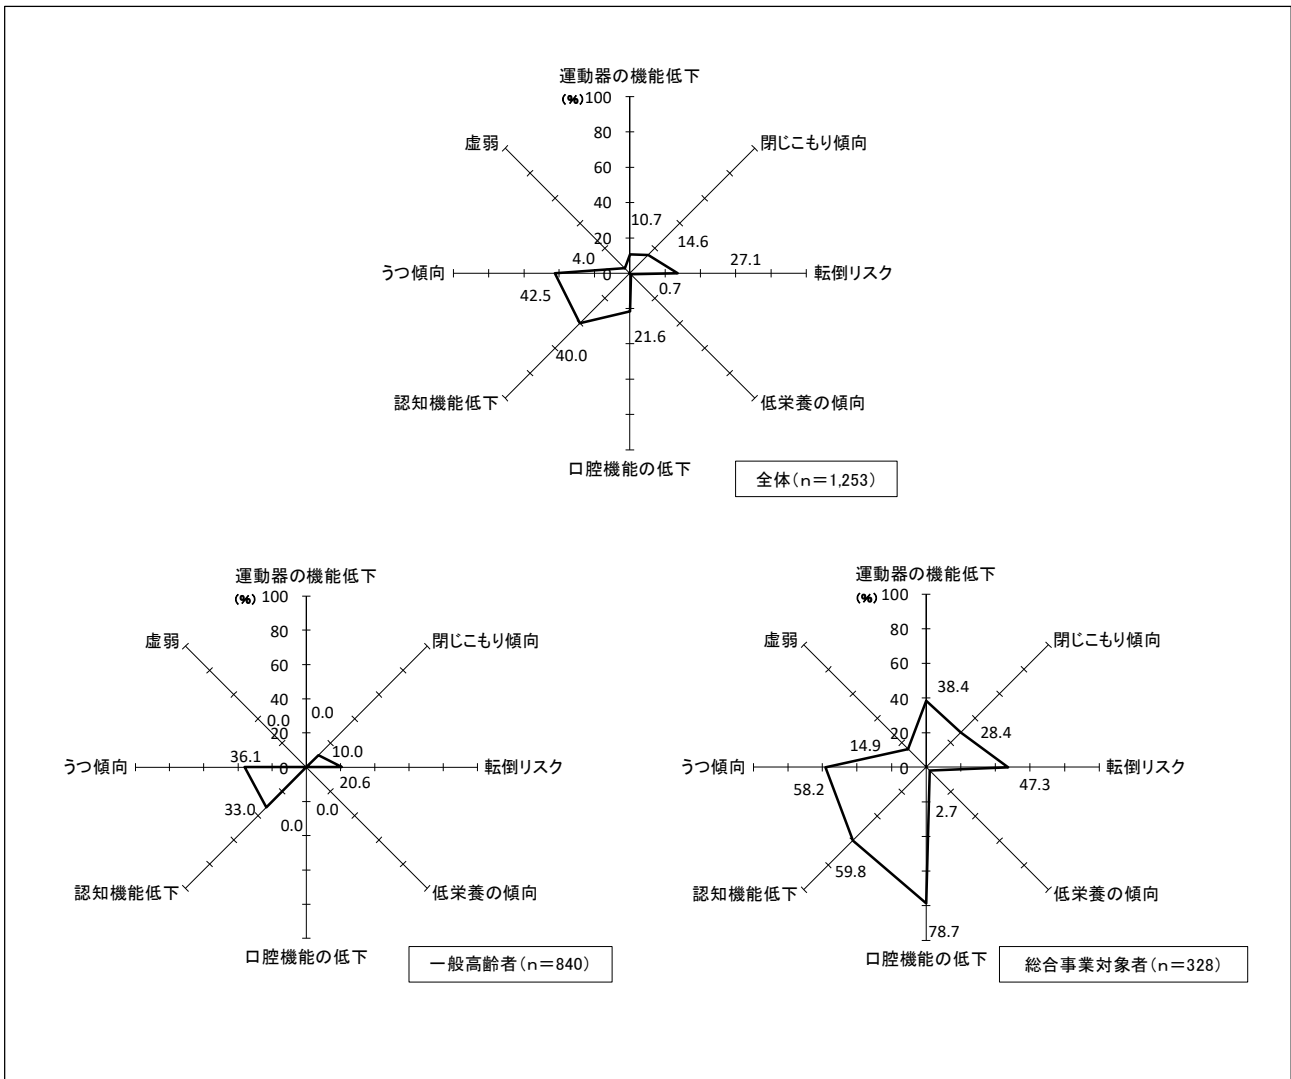 運動器の機能低下
(%)
100
80
60
40
20
0
虚弱
閉じこもり傾向
10.7
14.6
27.1
4.0
うつ傾向
転倒リスク
0.7
42.5
21.6
40.0
認知機能低下
低栄養の傾向
口腔機能の低下
全体(n=1,253)
運動器の機能低下
(%)
100
80
60
40
20
0
虚弱
閉じこもり傾向
0.0
0.0
10.0
36.1
うつ傾向
転倒リスク
20.6
33.0
0.0
0.0
認知機能低下
低栄養の傾向
口腔機能の低下
一般高齢者(n=840)
運動器の機能低下
(%)
100
80
60
40
20
0
虚弱
閉じこもり傾向
38.4
28.4
14.9
うつ傾向
転倒リスク
47.3
58.2
2.7
59.8
認知機能低下
低栄養の傾向
78.7
口腔機能の低下
総合事業対象者(n=328)